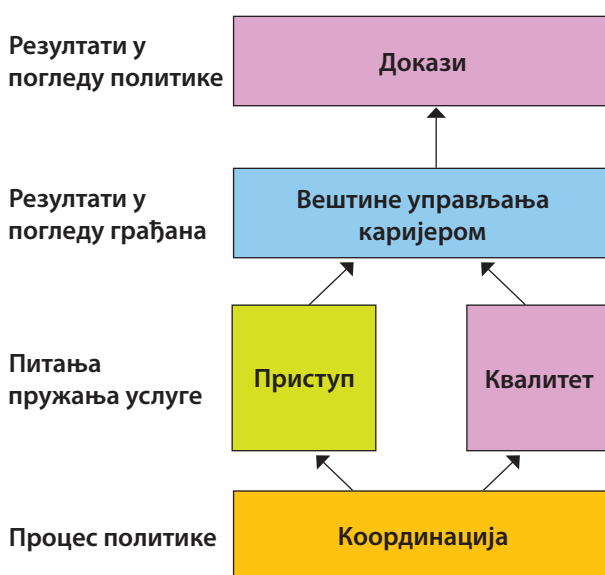 Резултати у
погледу политике
Докази
Резултати у
погледу грађана
Вештине управљања
каријером
Питања
пружања услуге
Приступ
Квалитет
Процес политике
Координација